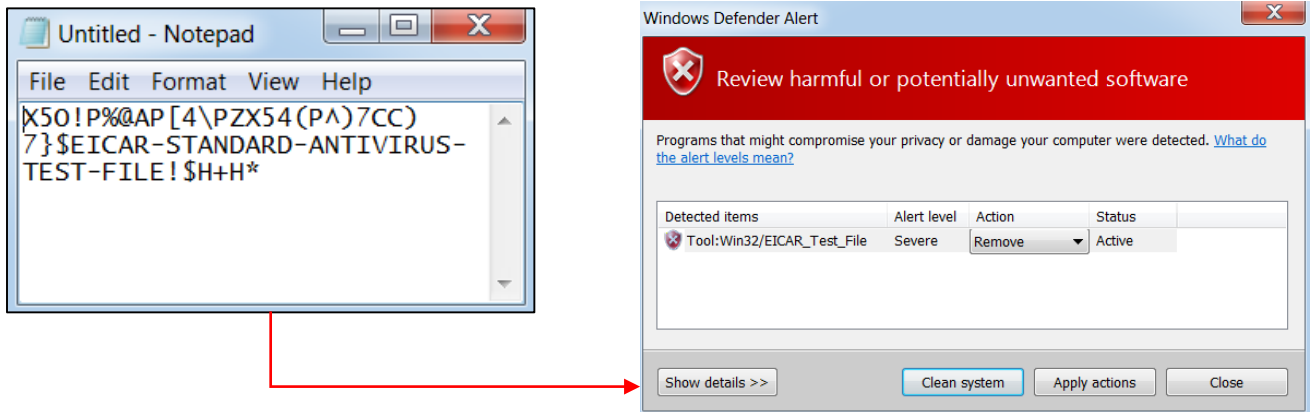 Untitled - Notepad
File Edit Format View Help
X5O!P%@AP[4\PZX54(P^)7CC)
7}$EICAR-STANDARD-ANTIVIRUS-
TEST-FILE!$H+H*
Windows Defender Alert
Review harmful or potentially unwanted software
Programs that might compromise your privacy or damage your computer were detected. What do
the alert levels mean?
Detected items Alert level Action Status
Tool:Win32/EICAR_Test_File Severe Remove Active
Show details >> Clean system Apply actions Close